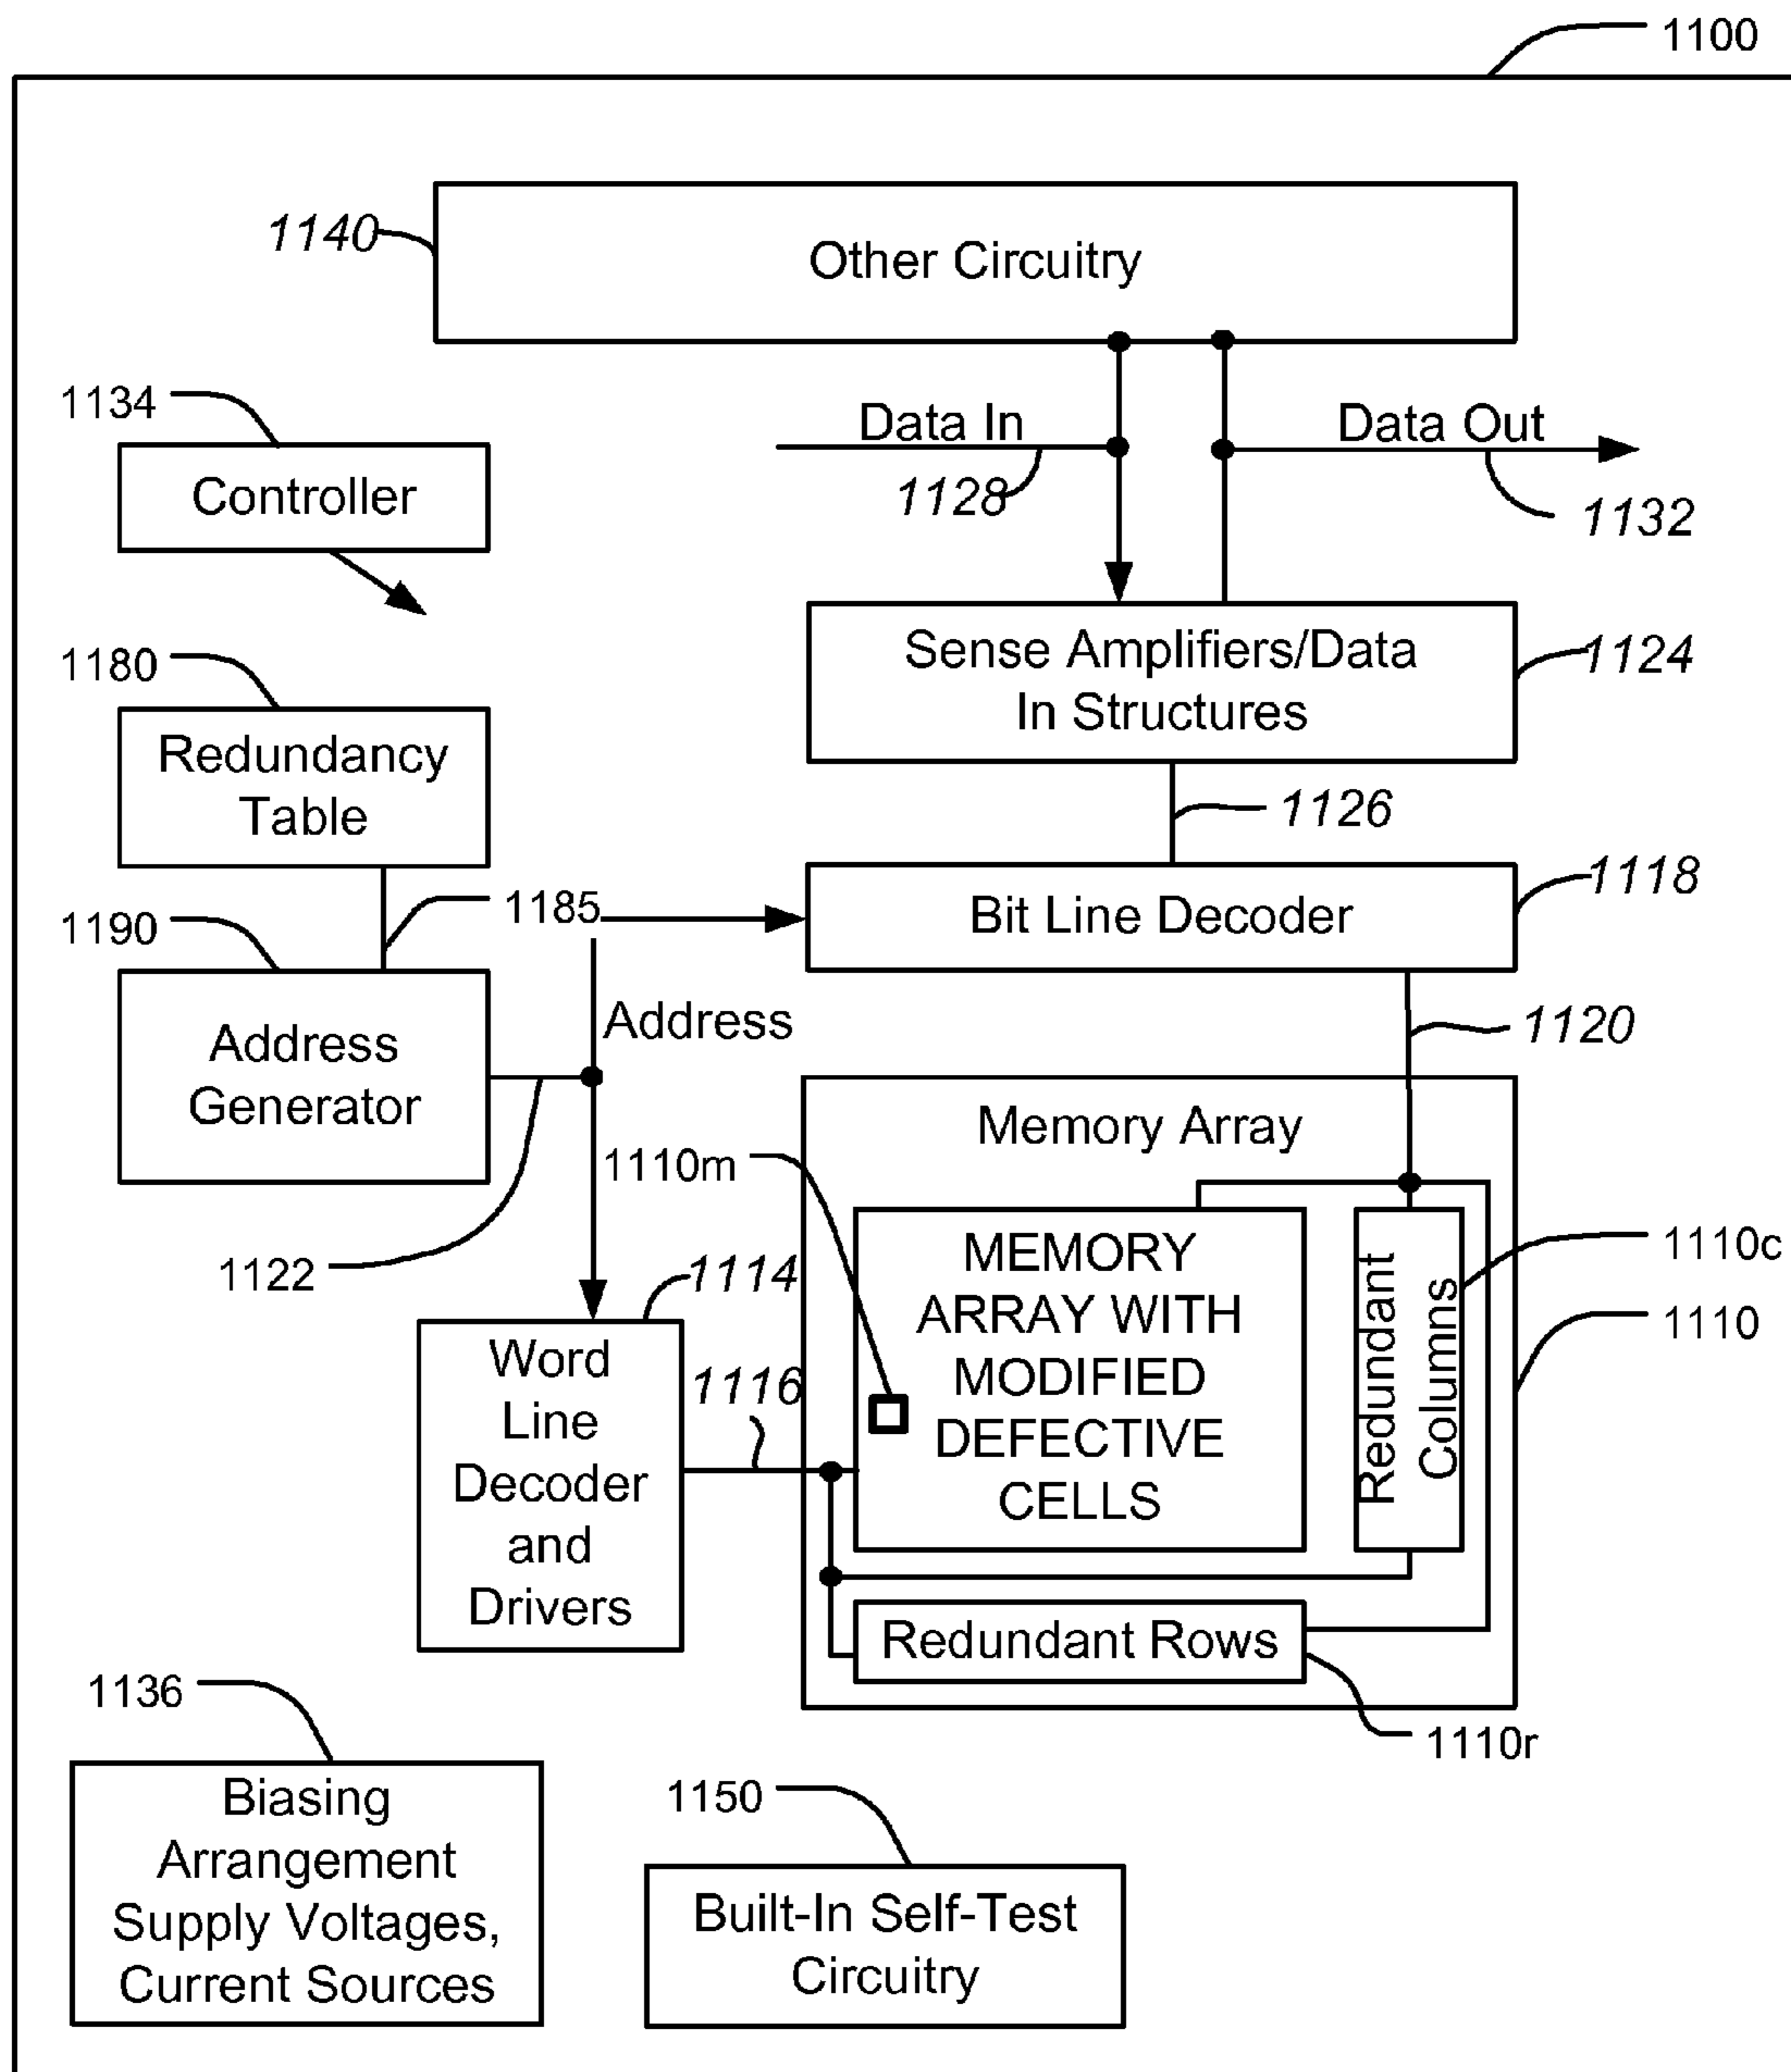 1100
1140
Other Circuitry
1134
Controller
Data In
1128
Data Out
1132
1180
Redundancy
Table
Sense Amplifiers/Data
In Structures
1124
1126
1185
1190
Address
Generator
Bit Line Decoder
1118
Address
1120
1122
1110m
Memory Array
MEMORY
ARRAY WITH
MODIFIED
DEFECTIVE
CELLS
Redundant
Columns
1110c
1110
1114
Word
Line
Decoder
and
Drivers
1116
Redundant Rows
1110r
1136
Biasing
Arrangement
Supply Voltages,
Current Sources
1150
Built-In Self-Test
Circuitry